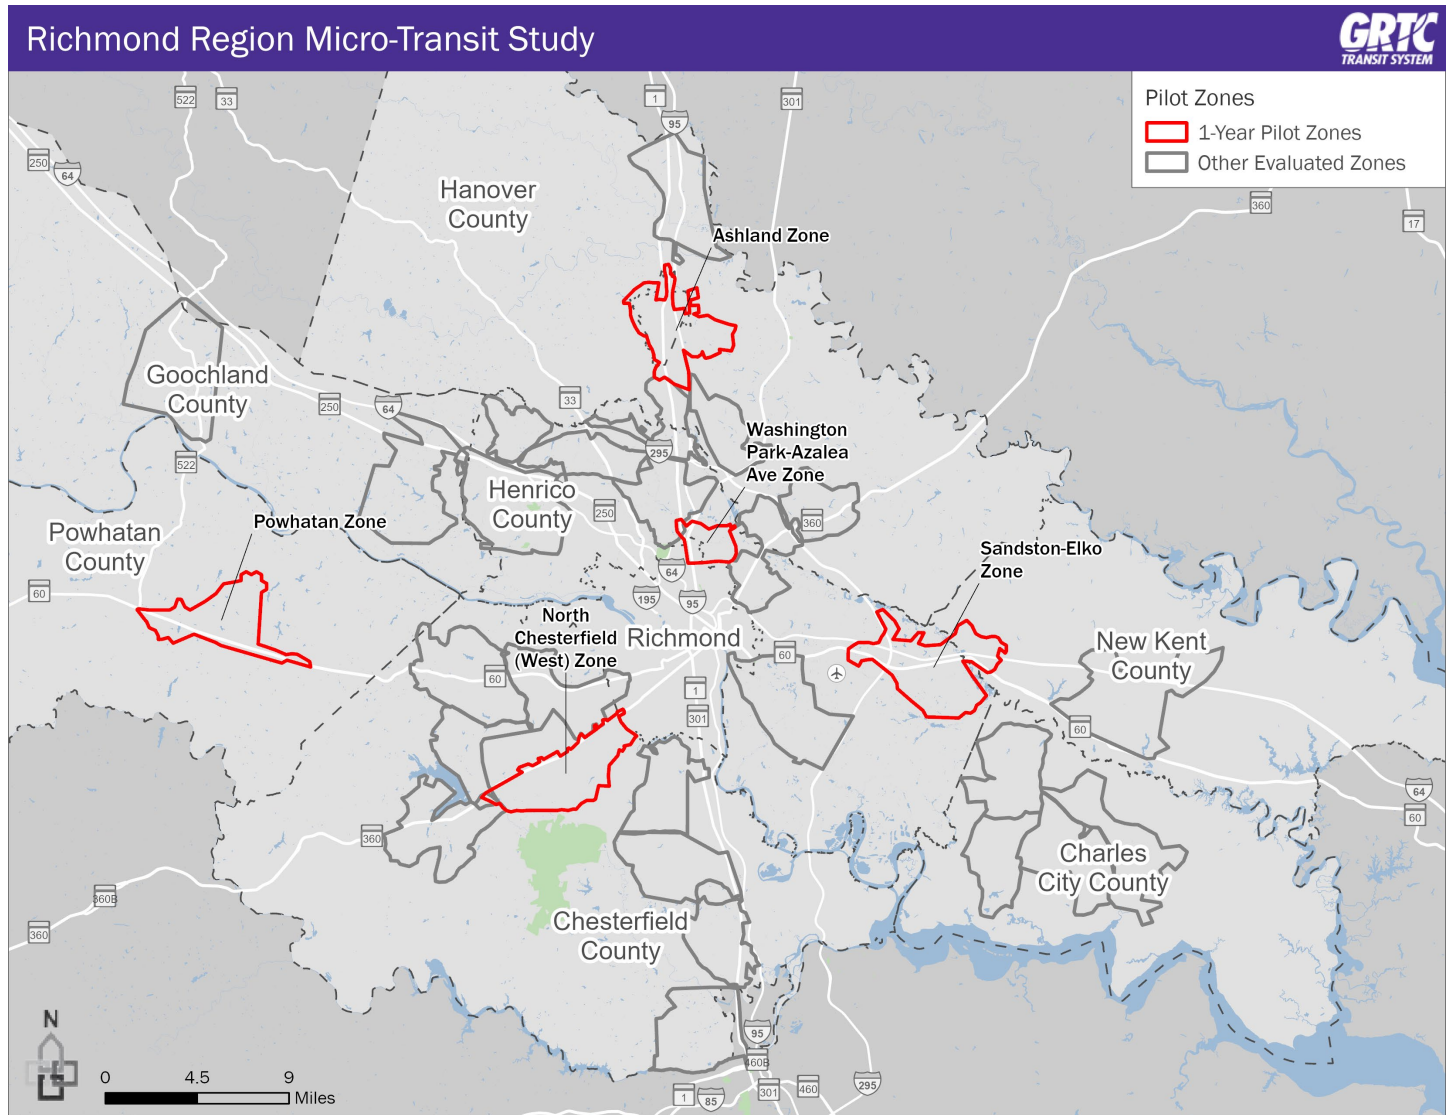 Richmond Region Micro-Transit Study
GRTC
TRANSIT SYSTEM
Pilot Zones
1-Year Pilot Zones
Other Evaluated Zones
522
33
1
95
301
250
64
Hanover
County
360
17
Ashland Zone
Goochland
County
250
64
33
Washington
Park-Azalea
Ave Zone
295
522
Henrico
County
250
360
Powhatan Zone
Powhatan
County
Sandston-Elko
Zone
60
64
195
95
North
Chesterfield
(West) Zone
Richmond
60
New Kent
County
60
1
301
60
64
60
360
Charles
City County
360B
360
Chesterfield
County
N
95
460B
0
4.5
9
Miles
1
85
301
460
295